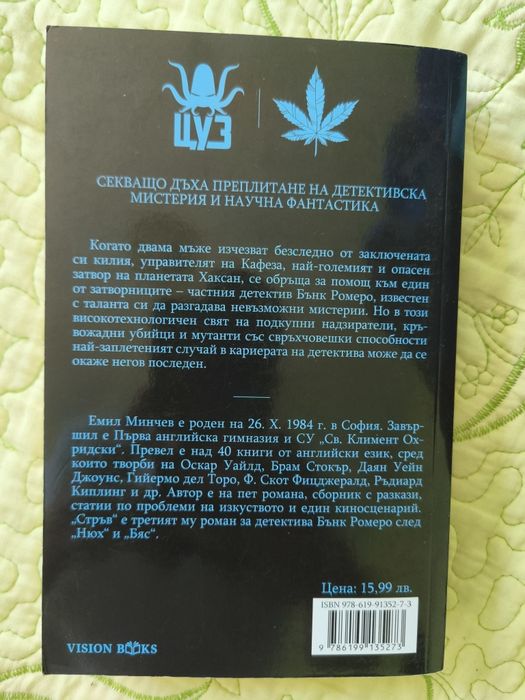 ЦУЗ
СЕКВАЩО ДЪХА ПРЕПЛИТАНЕ НА ДЕТЕКТИВСКА
МИСТЕРИЯ И НАУЧНА ФАНТАСТИКА
Когато двама мъже изчезват безследно от заключената
си килия, управителят на Кафеза, най-големият и опасен
затвор на планетата Хаксан, се обръща за помощ към един
от затворниците – частния детектив Бънк Ромеро, известен
с таланта си да разгадава невъзможни мистерии. Но в този
високотехнологичен свят на подкупни надзиратели, кръ-
вожадни убийци и мутанти със свръхчовешки способности
най-заплетеният случай в кариерата на детектива може да се
окаже негов последен.
Емил Минчев е роден на 26. X. 1984 г. в София. Завър-
шил е Първа английска гимназия и СУ „Св. Климент Ох-
ридски“. Превел е над 40 книги от английски език, сред
които творби на Оскар Уайлд, Брам Стокър, Даян Уейн
Джоунс, Гийермо дел Торо, Ф. Скот Фицджералд, Ръдиард
Киплинг и др. Автор е на пет романа, сборник с разкази,
статии по проблеми на изкуството и един киносценарий.
„Стръв“ е третият му роман за детектива Бънк Ромеро след
„Нюх“ и „Бяс“.
Цена: 15,99 лв.
ISBN 978-619-91352-7-3
9 786199 135273
VISION BOOKS